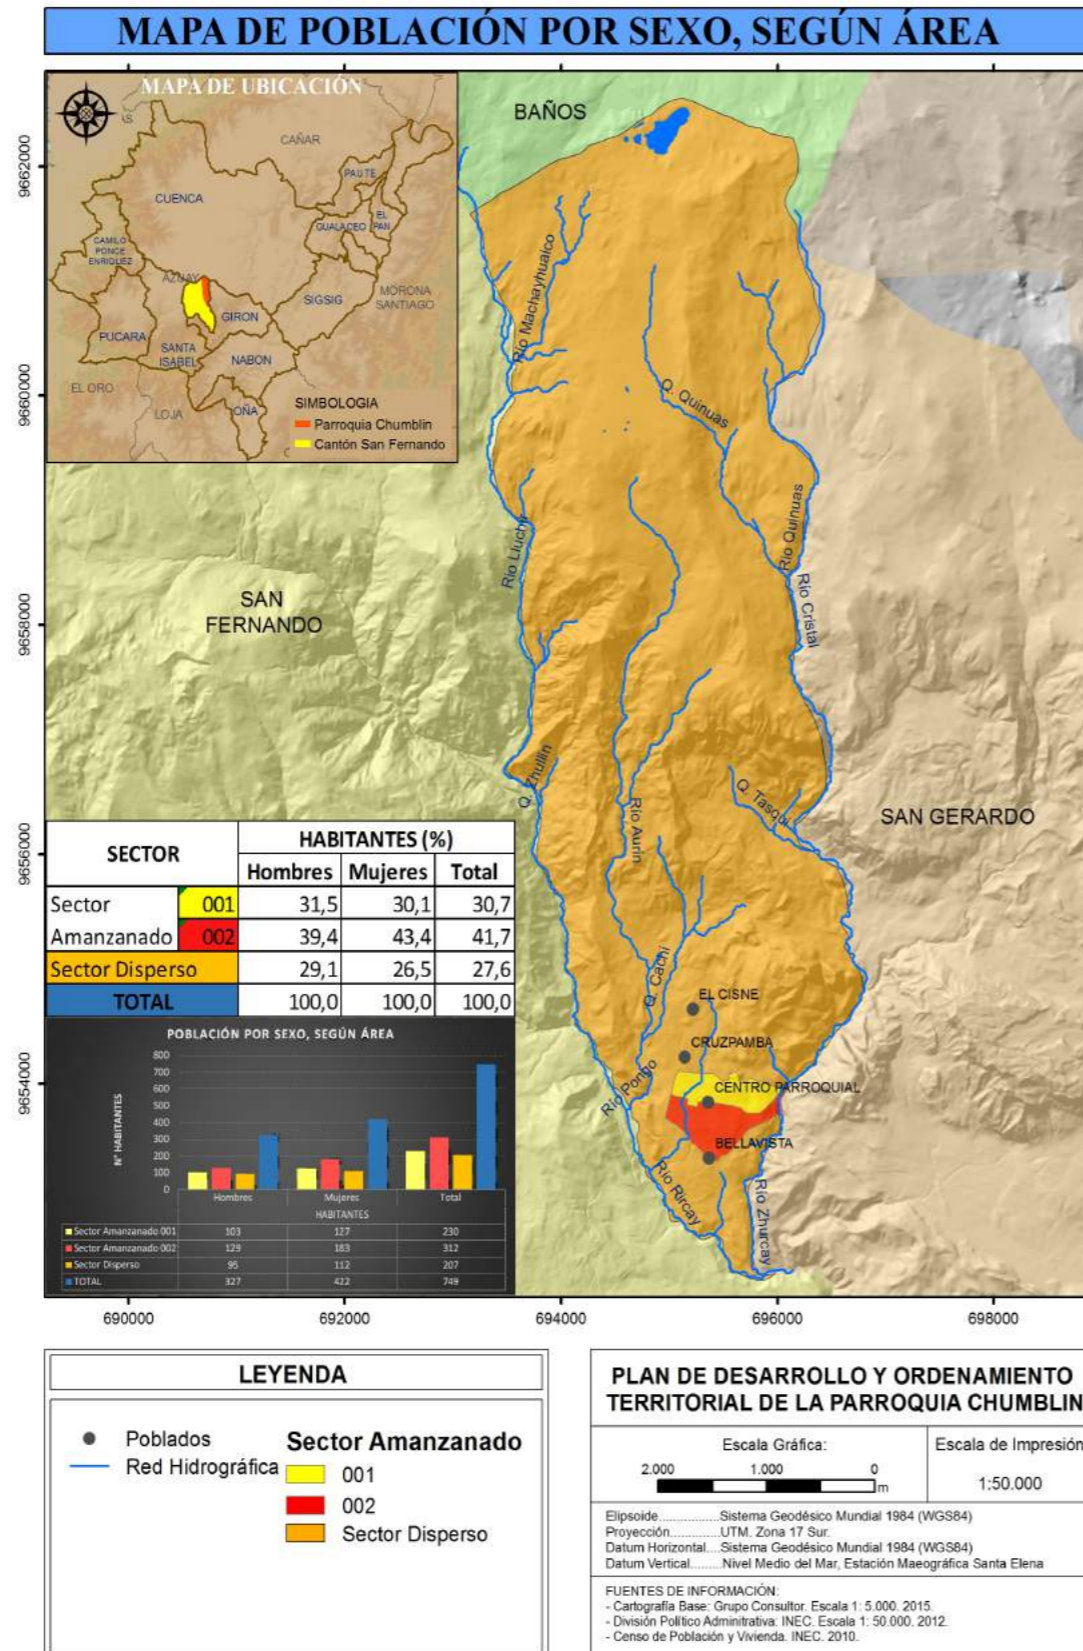 MAPA DE POBLACIÓN POR SEXO, SEGÚN ÁREA
MAPA DE UBICACIÓN
CAÑAR
CUENCA
PAUTE
GUALACEO
EL
PAN
CAMILO
PONCE
ENRIQUEZ
AZUAY
MORONA
SANTIAGO
SIGSIG
GIRON
PUCARA
SANTA
ISABEL
NABON
EL ORO
LOJA
OÑA
SIMBOLOGIA
Parroquia Chumblin
Cantón San Fernando
9662000
9660000
9658000
9656000
9654000
BAÑOS
Río Machayhuaico
Q. Quinuas
Río Quinuas
Río Lluchir
Río Cristal
SAN
FERNANDO
Q. Zhullin
Río Aurin
Q. Tasqui
SAN GERARDO
Q. Cachi
EL CISNE
CRUZPAMBA
CENTRO PARROQUIAL
Río Pongo
BELLAVISTA
Río Rircay
Río Zhurcay
SECTOR HABITANTES (%)
Hombres Mujeres Total
Sector 001 31,5 30,1 30,7
Amanzanado 002 39,4 43,4 41,7
Sector Disperso 29,1 26,5 27,6
TOTAL 100,0 100,0 100,0
POBLACIÓN POR SEXO, SEGÚN ÁREA
N° HABITANTES
800
700
600
500
400
300
200
100
0
Hombres Mujeres Total
HABITANTES
Sector Amanzanado 001 103 127 230
Sector Amanzanado 002 129 183 312
Sector Disperso 95 112 207
TOTAL 327 422 749
690000 692000 694000 696000 698000
LEYENDA
Poblados
Red Hidrográfica
Sector Amanzanado
001
002
Sector Disperso
PLAN DE DESARROLLO Y ORDENAMIENTO
TERRITORIAL DE LA PARROQUIA CHUMBLIN
Escala Gráfica:
2.000 1.000 0
m
Escala de Impresión
1:50.000
Elipsoide................Sistema Geodésico Mundial 1984 (WGS84)
Proyección.............UTM. Zona 17 Sur.
Datum Horizontal....Sistema Geodésico Mundial 1984 (WGS84)
Datum Vertical.........Nivel Medio del Mar, Estación Maeográfica Santa Elena
FUENTES DE INFORMACIÓN:
- Cartografía Base: Grupo Consultor. Escala 1: 5.000. 2015.
- División Político Adminitrativa: INEC. Escala 1: 50.000. 2012.
- Censo de Población y Vivienda. INEC. 2010.